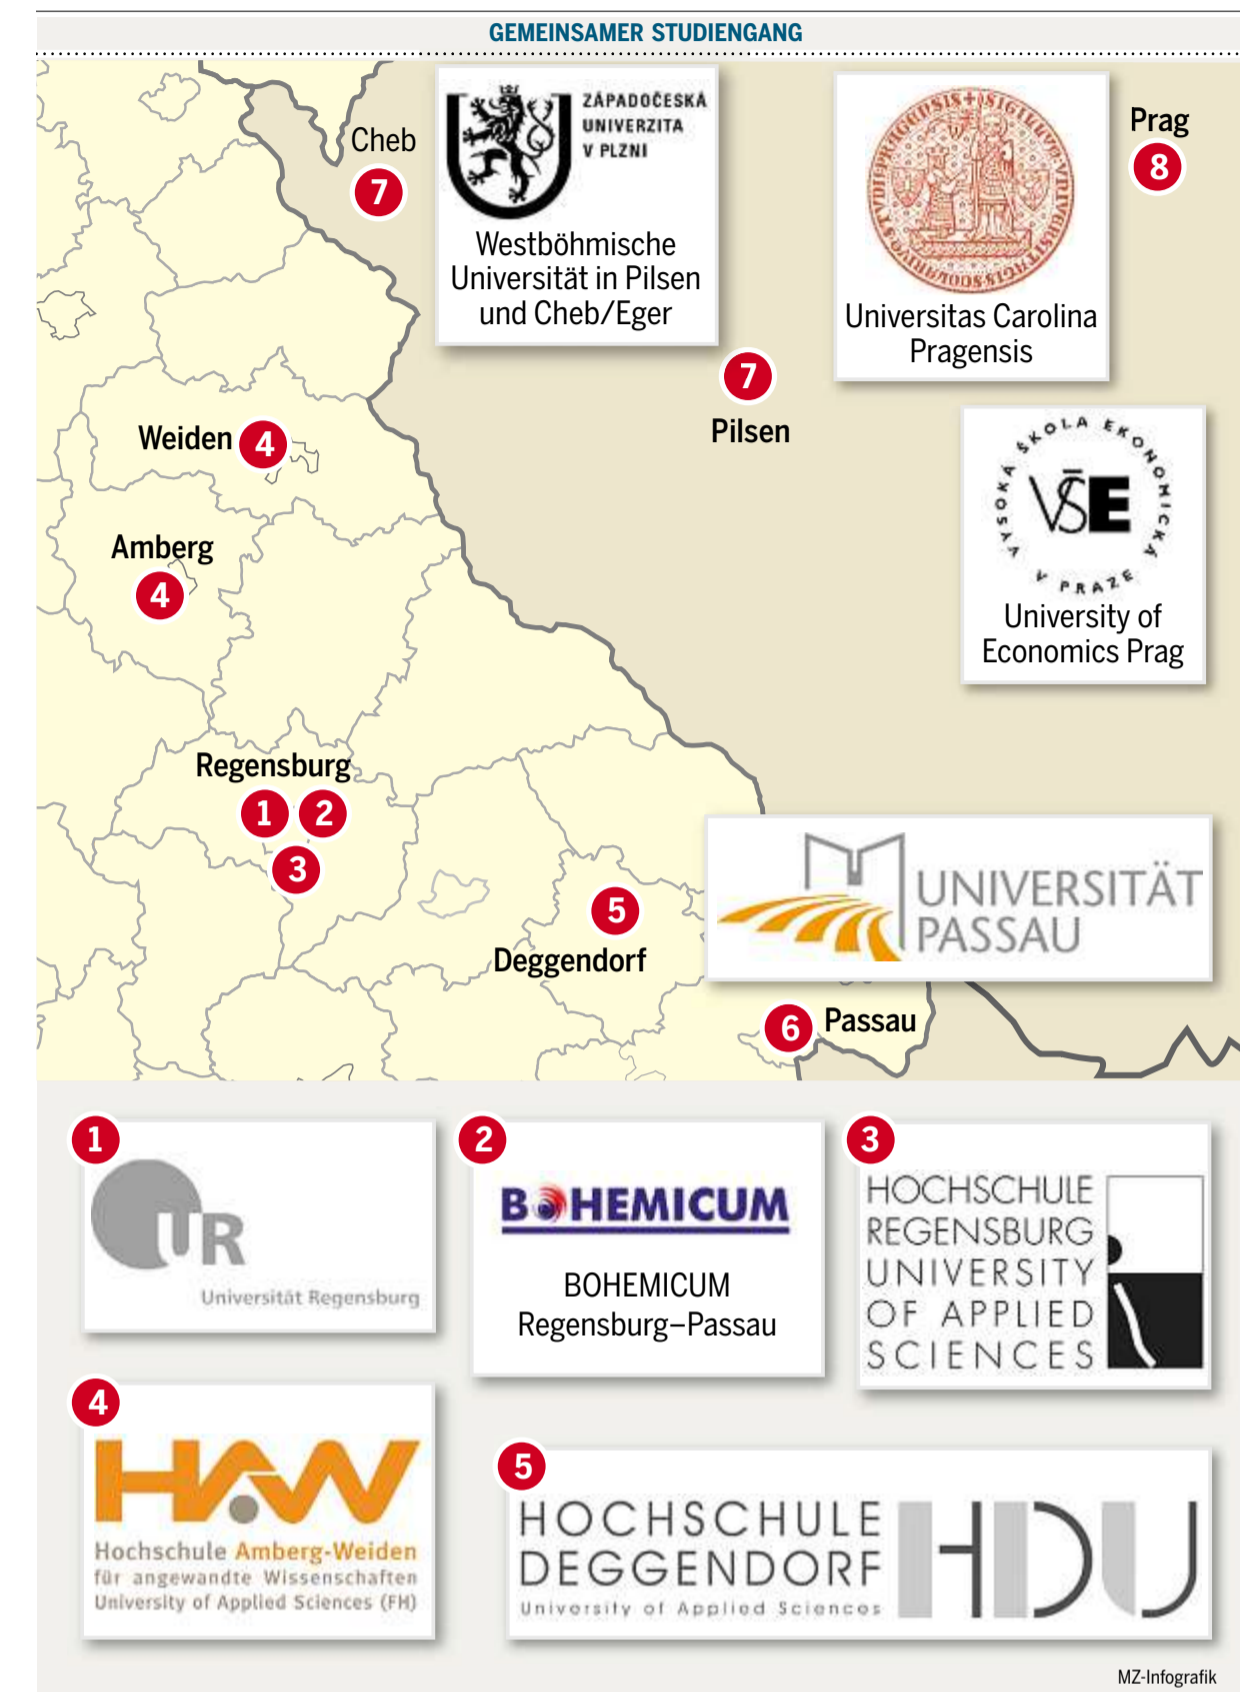 GEMEINSAMER STUDIENGANG
Cheb
7
ZÁPADOČESKÁ
UNIVERZITA
V PLZNI
Westböhmische
Universität in Pilsen
und Cheb/Eger
Universitas Carolina
Pragensis
Prag
8
7
Pilsen
VYSOKÁ ŠKOLA EKONOMICKÁ
V PRAZE
VŠE
University of
Economics Prag
Weiden 4
Amberg
4
Regensburg
1 2
3
5
Deggendorf
UNIVERSITÄT
PASSAU
6 Passau
1
UR
Universität Regensburg
2
BOHEMICUM
BOHEMICUM
Regensburg–Passau
3
HOCHSCHULE
REGENSBURG
UNIVERSITY
OF APPLIED
SCIENCES
4
HAW
Hochschule Amberg-Weiden
für angewandte Wissenschaften
University of Applied Sciences (FH)
5
HOCHSCHULE
DEGGENDORF
University of Applied Sciences
HDU
MZ-Infografik